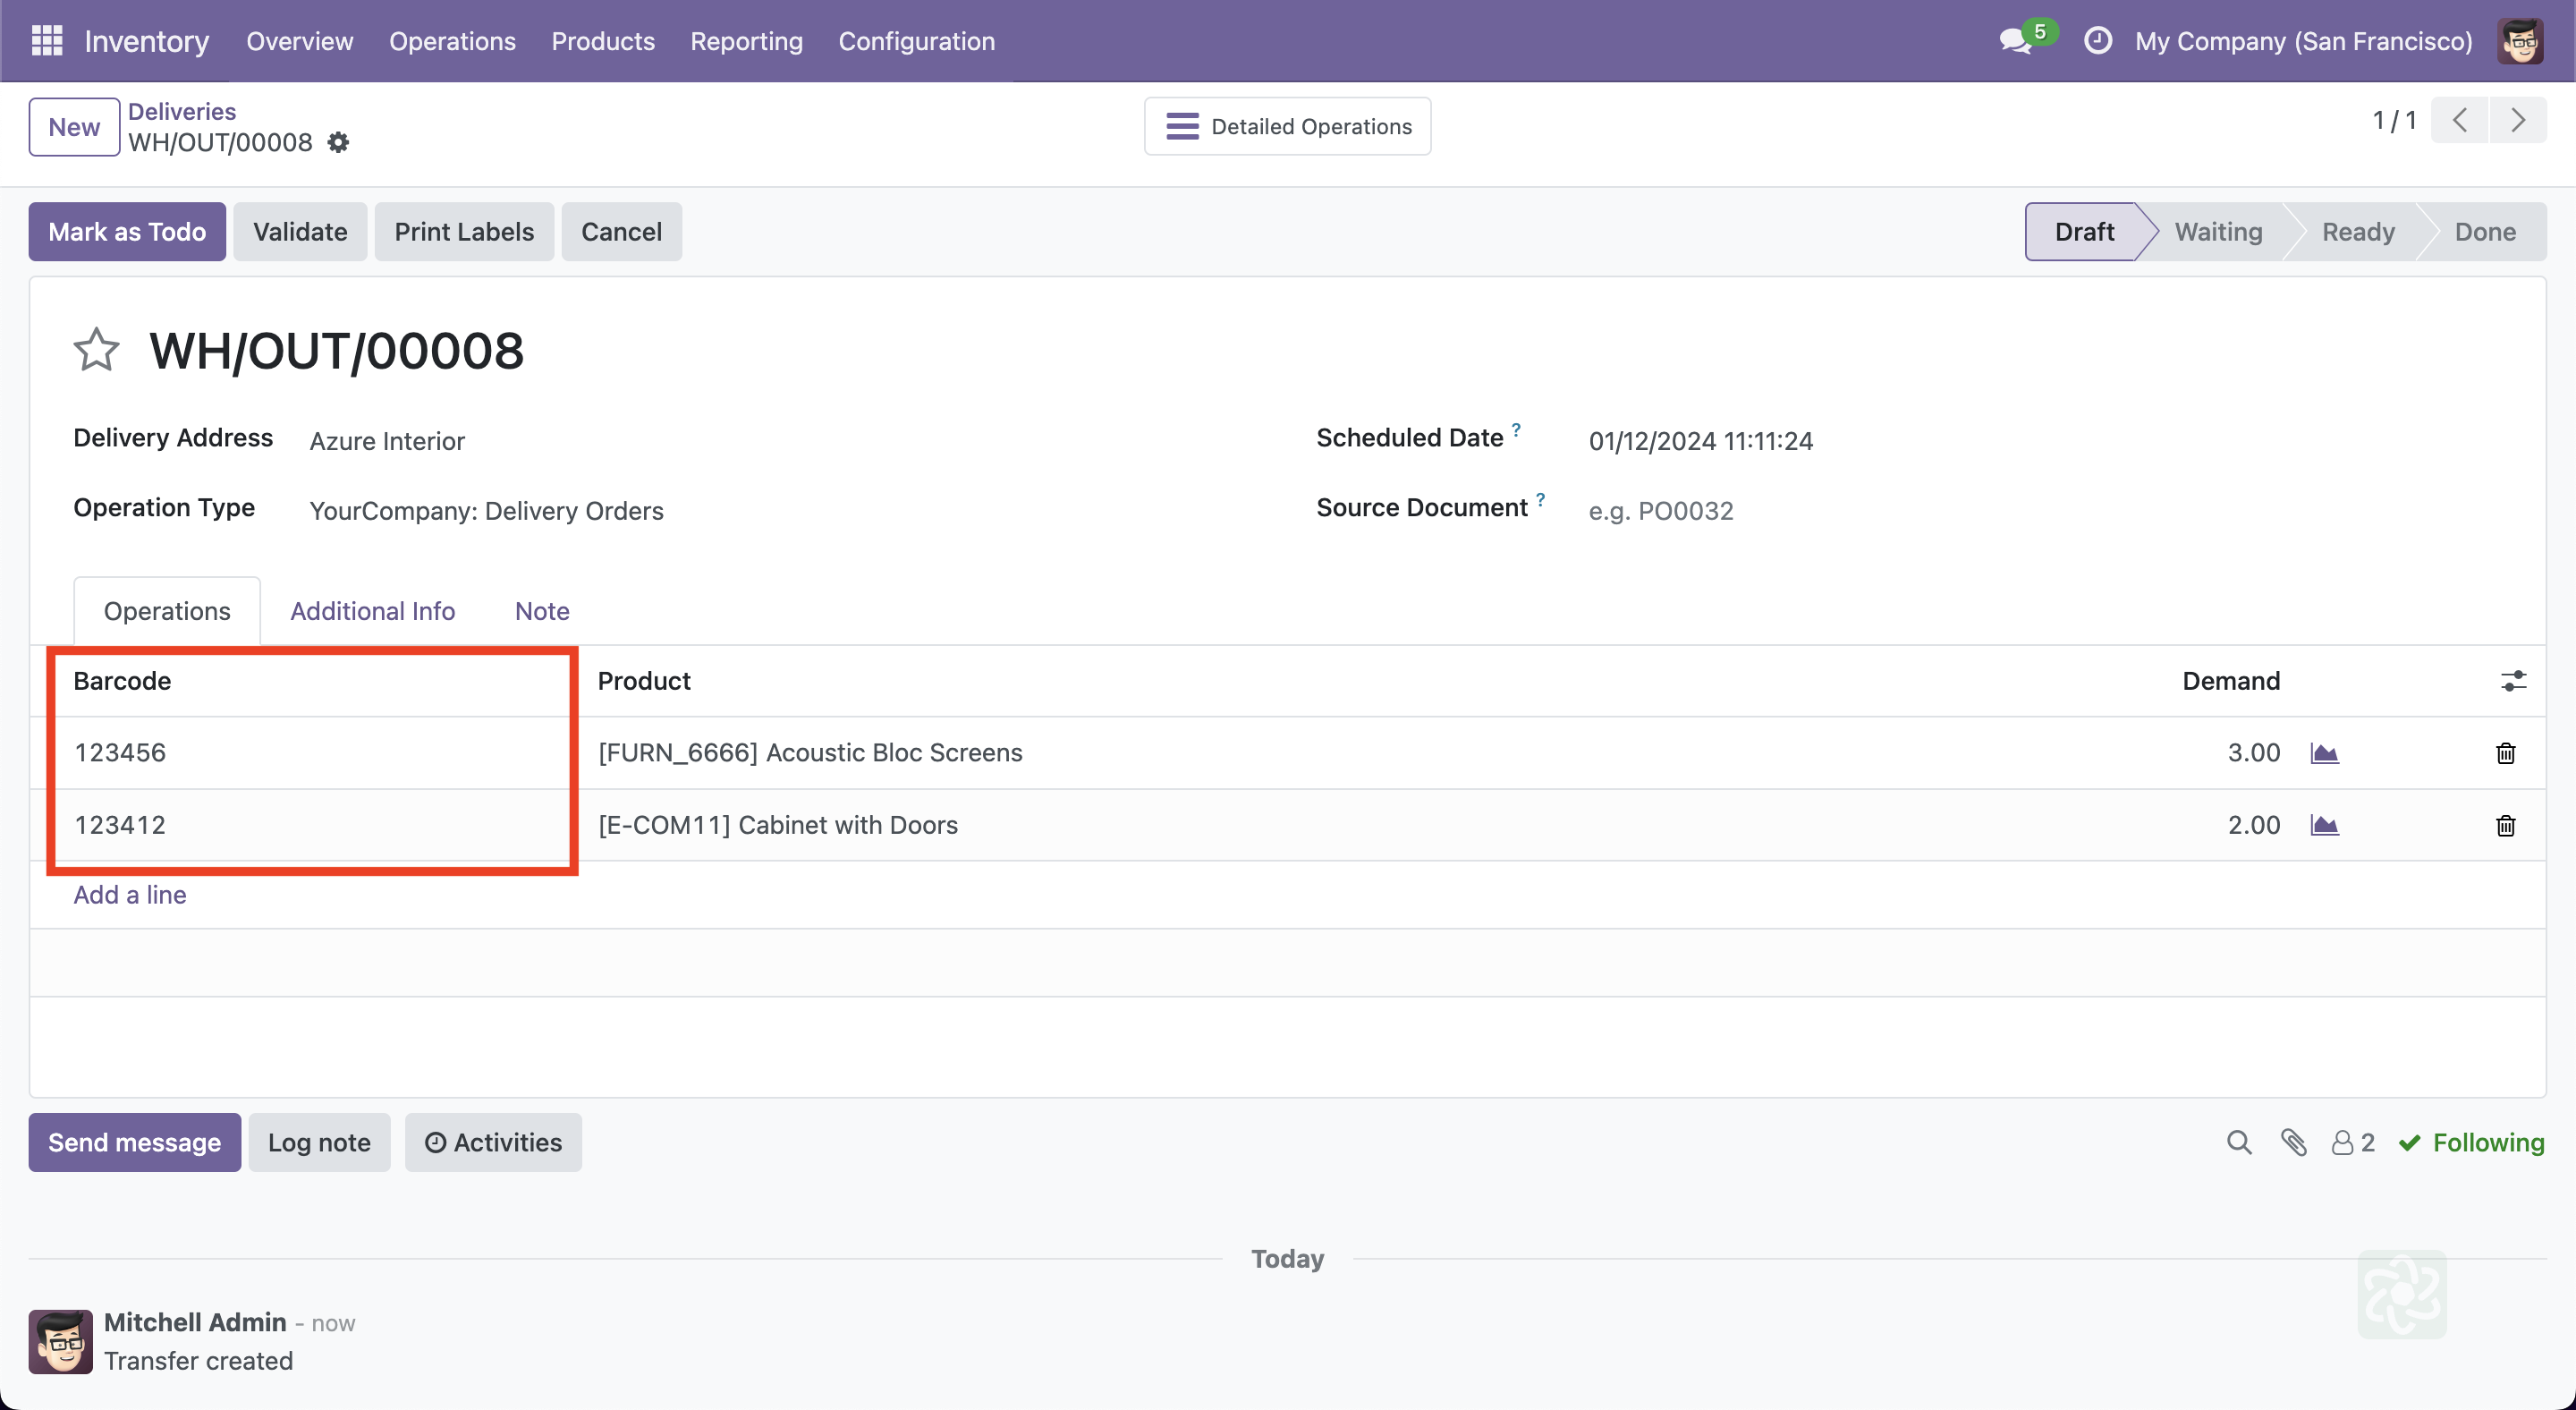 Inventory Overview Operations Products Reporting Configuration 5 My Company (San Francisco)
New Deliveries
WH/OUT/00008
Detailed Operations
1 / 1
Mark as Todo Validate Print Labels Cancel Draft Waiting Ready Done
WH/OUT/00008
Delivery Address Azure Interior Scheduled Date ? 01/12/2024 11:11:24
Operation Type YourCompany: Delivery Orders Source Document ? e.g. PO0032
Operations Additional Info Note
Barcode Product Demand
123456 [FURN_6666] Acoustic Bloc Screens 3.00
123412 [E-COM11] Cabinet with Doors 2.00
Add a line
Send message Log note Activities 2 Following
Today
Mitchell Admin - now
Transfer created